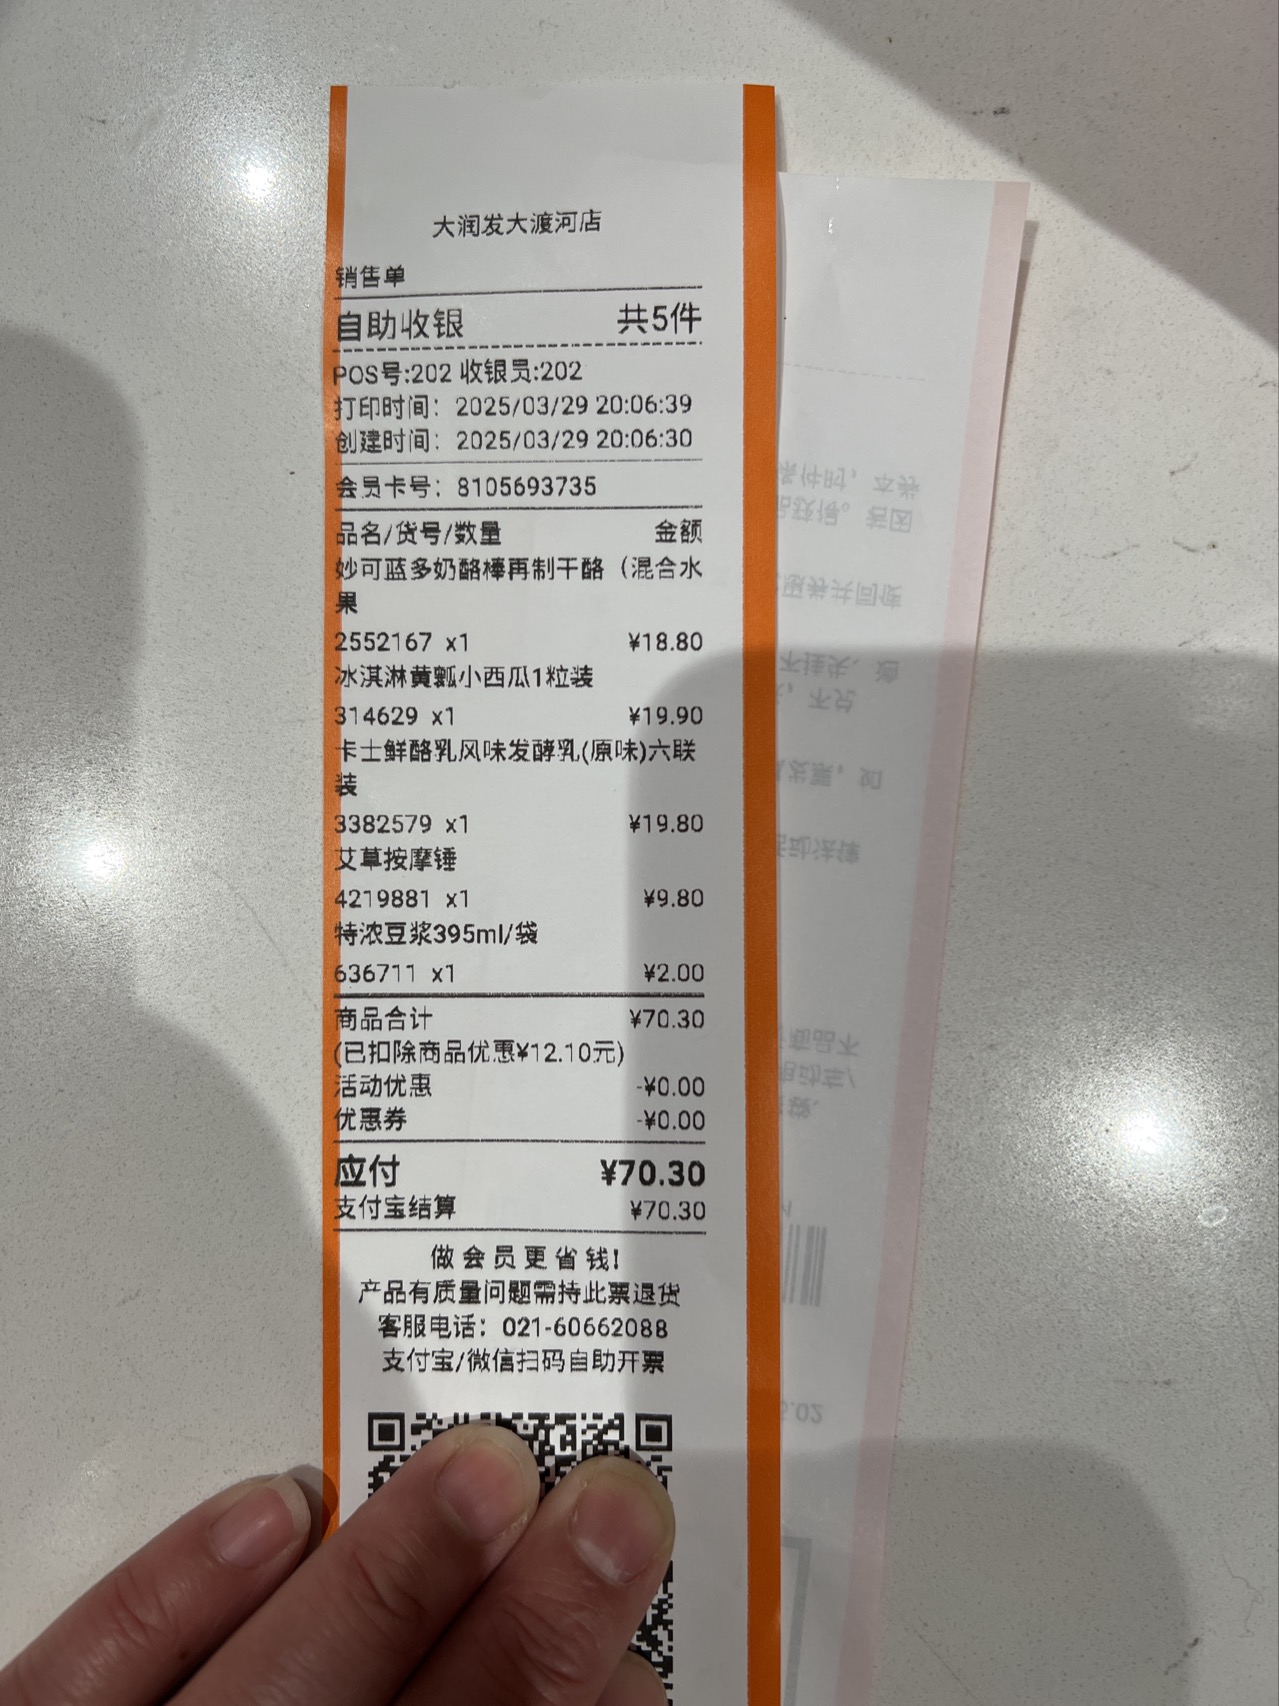 大润发大渡河店
销售单
自助收银 共5件
POS号:202 收银员:202
打印时间：2025/03/29 20:06:39
创建时间：2025/03/29 20:06:30
会员卡号：8105693735
品名/货号/数量 金额
妙可蓝多奶酪棒再制干酪（混合水
果
2552167 x1 ¥18.80
冰淇淋黄瓤小西瓜1粒装
314629 x1 ¥19.90
卡士鲜酪乳风味发酵乳(原味)六联
装
3382579 x1 ¥19.80
艾草按摩锤
4219881 x1 ¥9.80
特浓豆浆395ml/袋
636711 x1 ¥2.00
商品合计 ¥70.30
(已扣除商品优惠¥12.10元)
活动优惠 -¥0.00
优惠券 -¥0.00
应付 ¥70.30
支付宝结算 ¥70.30
做会员更省钱!
产品有质量问题需持此票退货
客服电话：021-60662088
支付宝/微信扫码自助开票